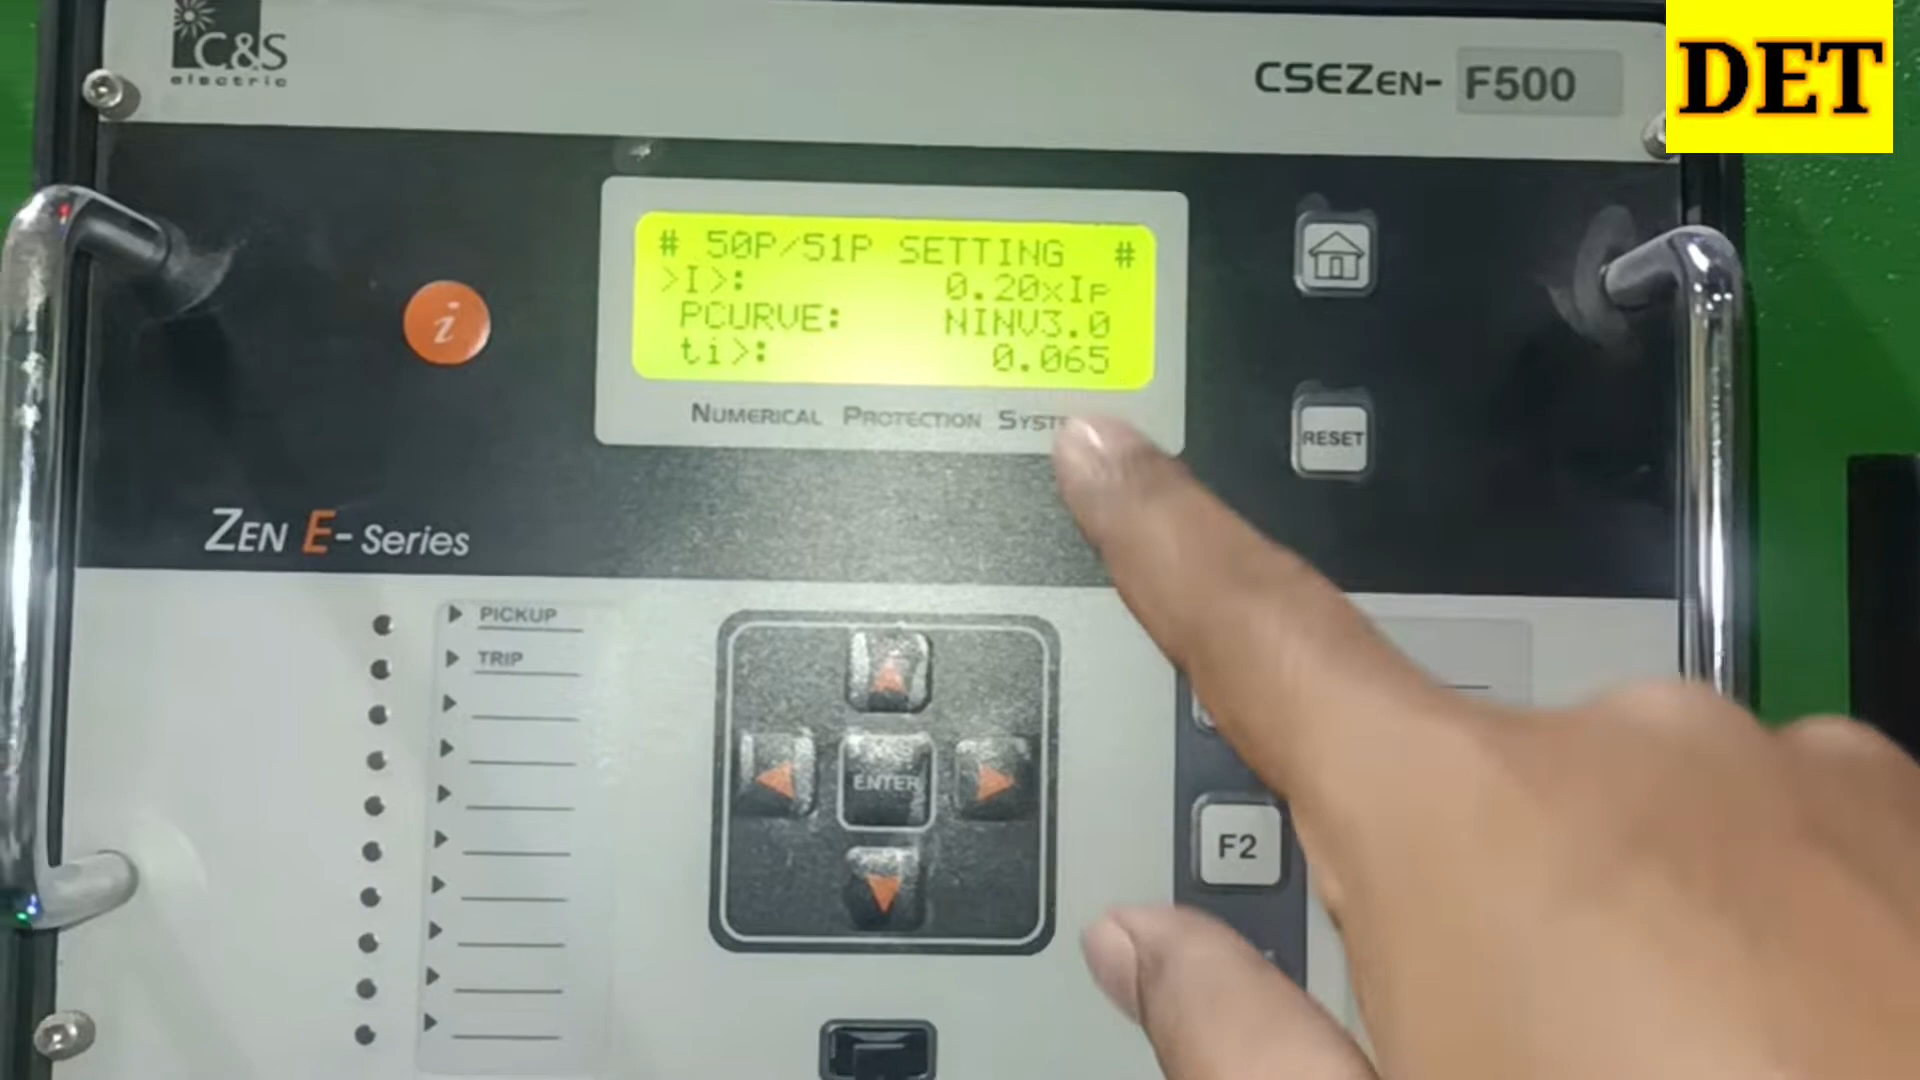 C&S
electric
CSEZEN- F500
DET
# 50P/51P SETTING #
>I>: 0.20xIp
PCURVE: NINV3.0
ti>: 0.065
NUMERICAL PROTECTION
i
RESET
ZEN E-Series
PICKUP
TRIP
ENTER
F2